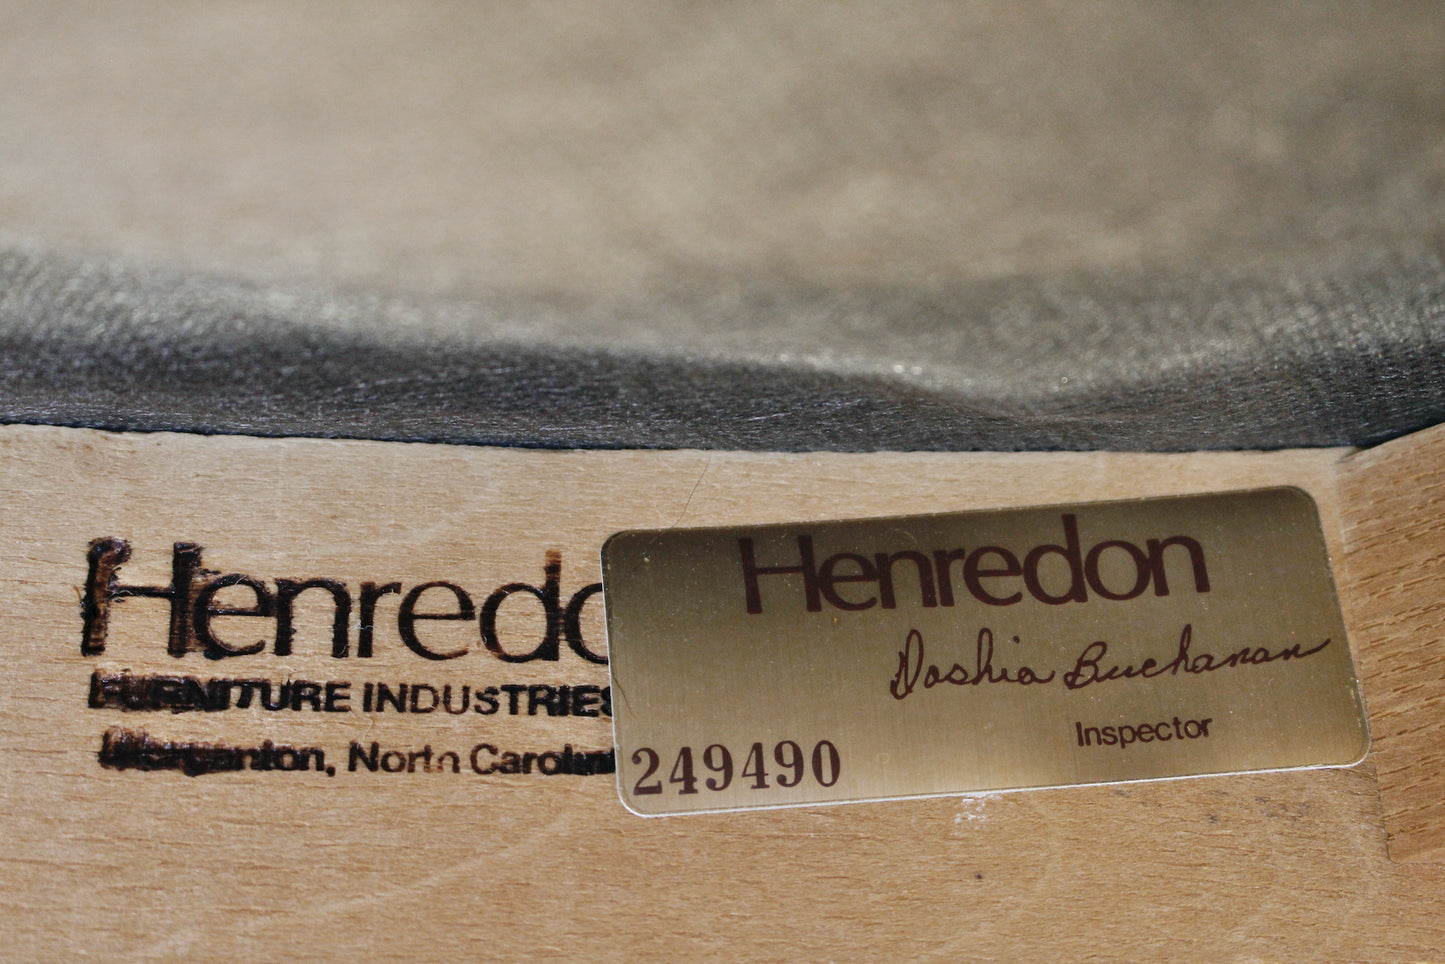 Henredo
FURNITURE INDUSTRIES
Morganton, North Carolin
Henredon
Doshia Buchanan
Inspector
249490